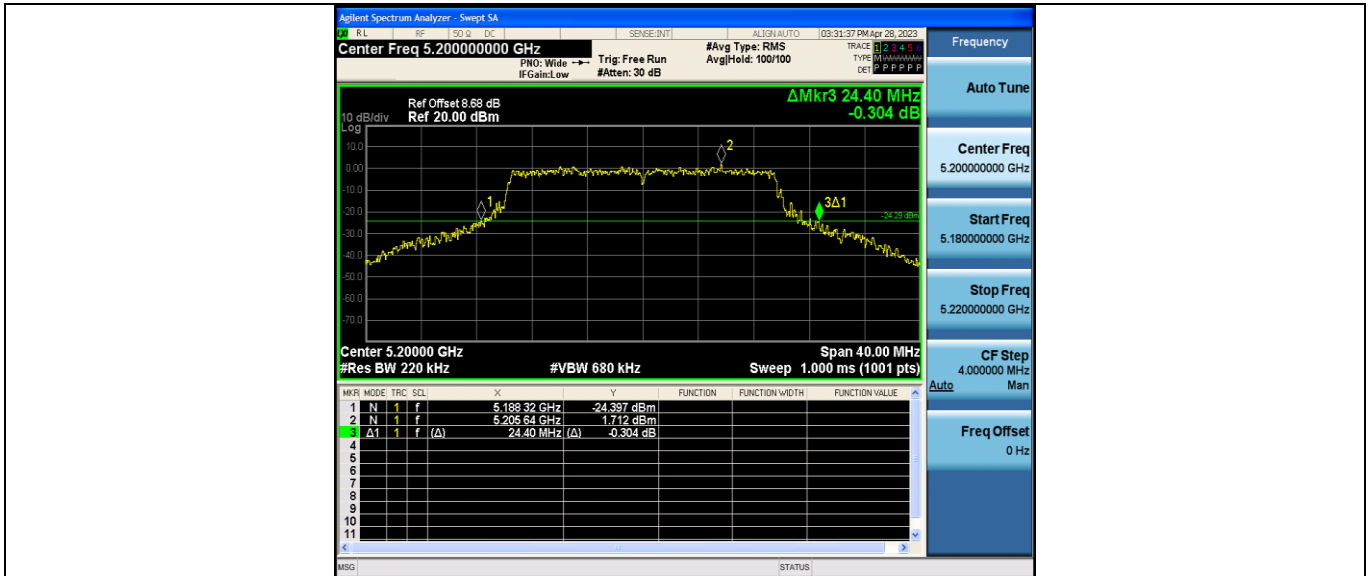 Agilent Spectrum Analyzer - Swept SA
LXI RL RF 50 Ω DC SENSE:INT ALIGN AUTO 03:31:37 PM Apr 28, 2023
Center Freq 5.200000000 GHz
PNO: Wide
IFGain:Low
Trig: Free Run
#Atten: 30 dB
#Avg Type: RMS
Avg|Hold: 100/100
TRACE 1 2 3 4 5 6
TYPE M
DET P P P P P P
ΔMkr3 24.40 MHz
-0.304 dB
Ref Offset 8.68 dB
10 dB/div Ref 20.00 dBm
Log
10.0
0.00
-10.0
-20.0
-30.0
-40.0
-50.0
-60.0
-70.0
1
2
3Δ1
-24.29 dBm
Center 5.20000 GHz Span 40.00 MHz
#Res BW 220 kHz #VBW 680 kHz Sweep 1.000 ms (1001 pts)
MKR MODE TRC SCL X Y FUNCTION FUNCTION WIDTH FUNCTION VALUE
1 N 1 f 5.188 32 GHz -24.397 dBm
2 N 1 f 5.205 64 GHz 1.712 dBm
3 Δ1 1 f (Δ) 24.40 MHz (Δ) -0.304 dB
4
5
6
7
8
9
10
11
MSG STATUS
Frequency
Auto Tune
Center Freq
5.200000000 GHz
Start Freq
5.180000000 GHz
Stop Freq
5.220000000 GHz
CF Step
4.000000 MHz
Auto Man
Freq Offset
0 Hz